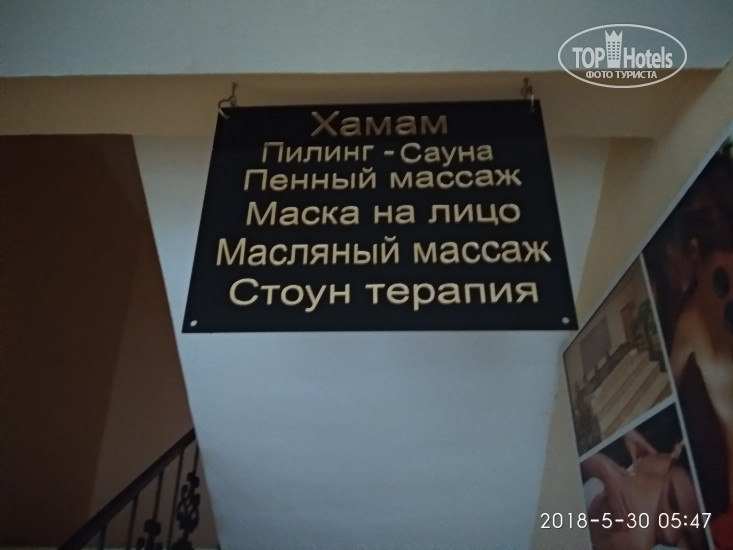 TOP Hotels
ФОТО ТУРИСТА
Хамам
Пилинг - Сауна
Пенный массаж
Маска на лицо
Масляный массаж
Стоун терапия
2018-5-30 05:47